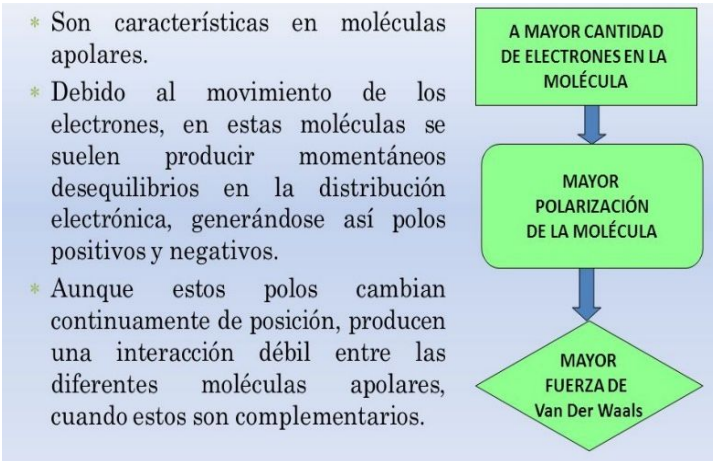 * Son características en moléculas
apolares.
* Debido al movimiento de los
electrones, en estas moléculas se
suelen producir momentáneos
desequilibrios en la distribución
electrónica, generándose así polos
positivos y negativos.
* Aunque estos polos cambian
continuamente de posición, producen
una interacción débil entre las
diferentes moléculas apolares,
cuando estos son complementarios.
A MAYOR CANTIDAD
DE ELECTRONES EN LA
MOLÉCULA
MAYOR
POLARIZACIÓN
DE LA MOLÉCULA
MAYOR
FUERZA DE
Van Der Waals